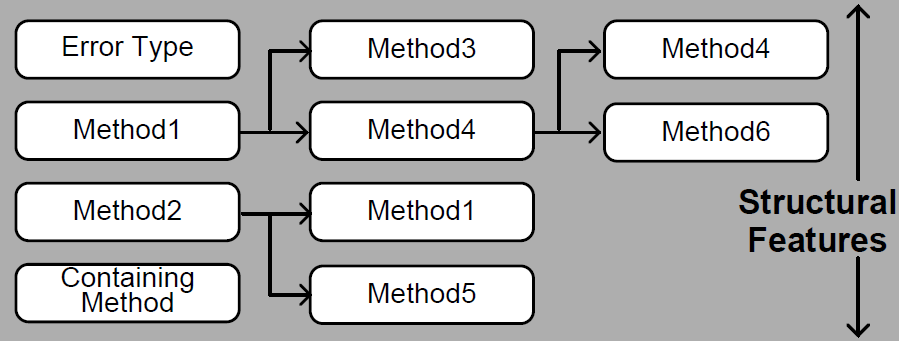 Error Type
Method3
Method4
Method1
Method4
Method6
Method2
Method1
Containing
Method
Method5
Structural
Features